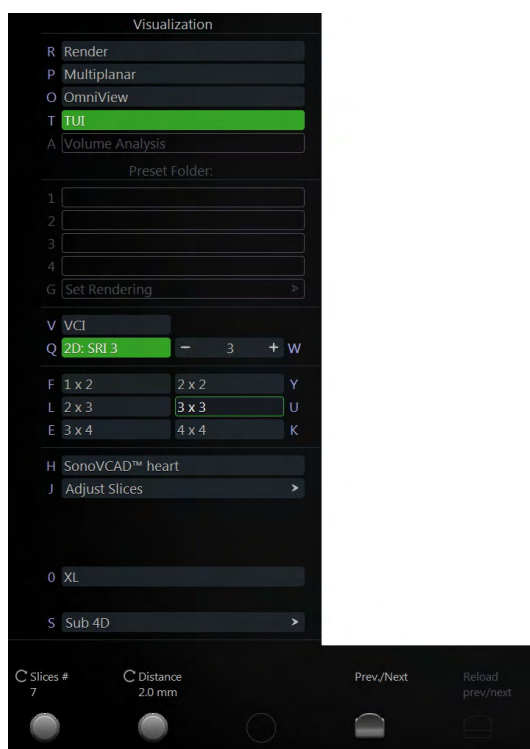 Visualization
R Render
P Multiplanar
O OmniView
T TUI
A Volume Analysis
Preset Folder:
1
2
3
4
G Set Rendering >
V VCI
Q 2D: SRI 3 − 3 + W
F 1 x 2 2 x 2 Y
L 2 x 3 3 x 3 U
E 3 x 4 4 x 4 K
H SonoVCAD™ heart
J Adjust Slices >
0 XL
S Sub 4D >
Slices # Distance Prev./Next Reload
7 2.0 mm prev/next